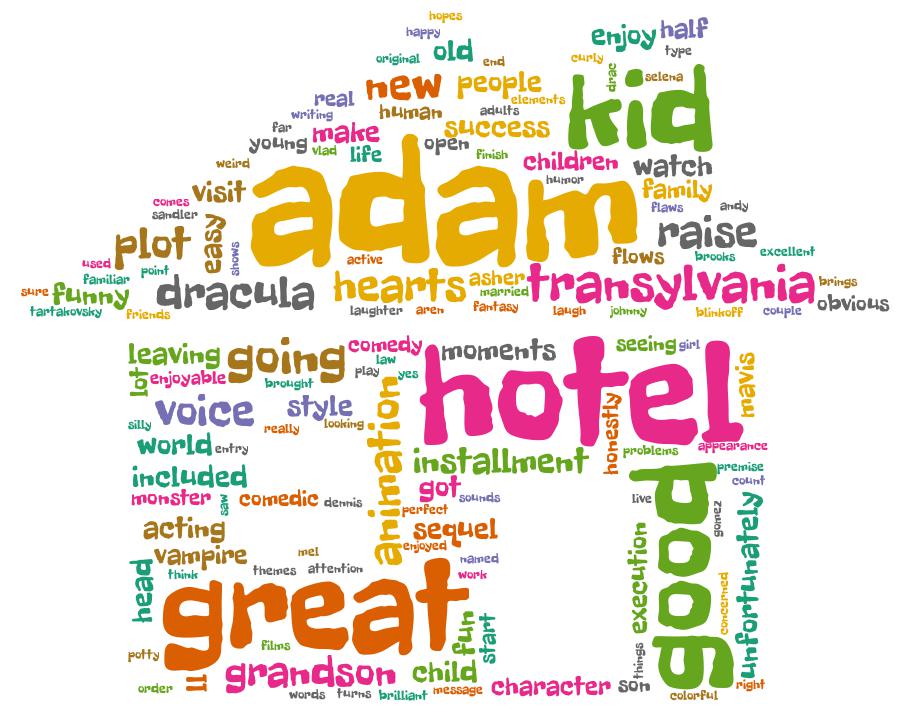 hopes
happy
enjoy half
original old end curly type
new people drac selena
real elements kid
writing human adults
far success
young make open
vlad life finish children watch
weird humor
visit adam family
comes flaws andy
sandler easy raise
plot shows active flows brooks excellent
used point
familiar hearts asher transylvania brings
sure funny dracula married obvious
tartakovsky friends laughter aren fantasy laugh johnny blinkoff couple
leaving going comedy moments seeing girl
law
lot enjoyable brought play yes hotel mavis
voice style
silly really looking honestly
world entry animation problems appearance
included installment premise
got count
monster saw comedic dennis sounds live
perfect good gomez
acting sequel
enjoyed execution unfortunately
vampire mel named
head think themes attention work
great concerned
fun start
potty films
ll grandson child things
order words turns brilliant message character son colorful right